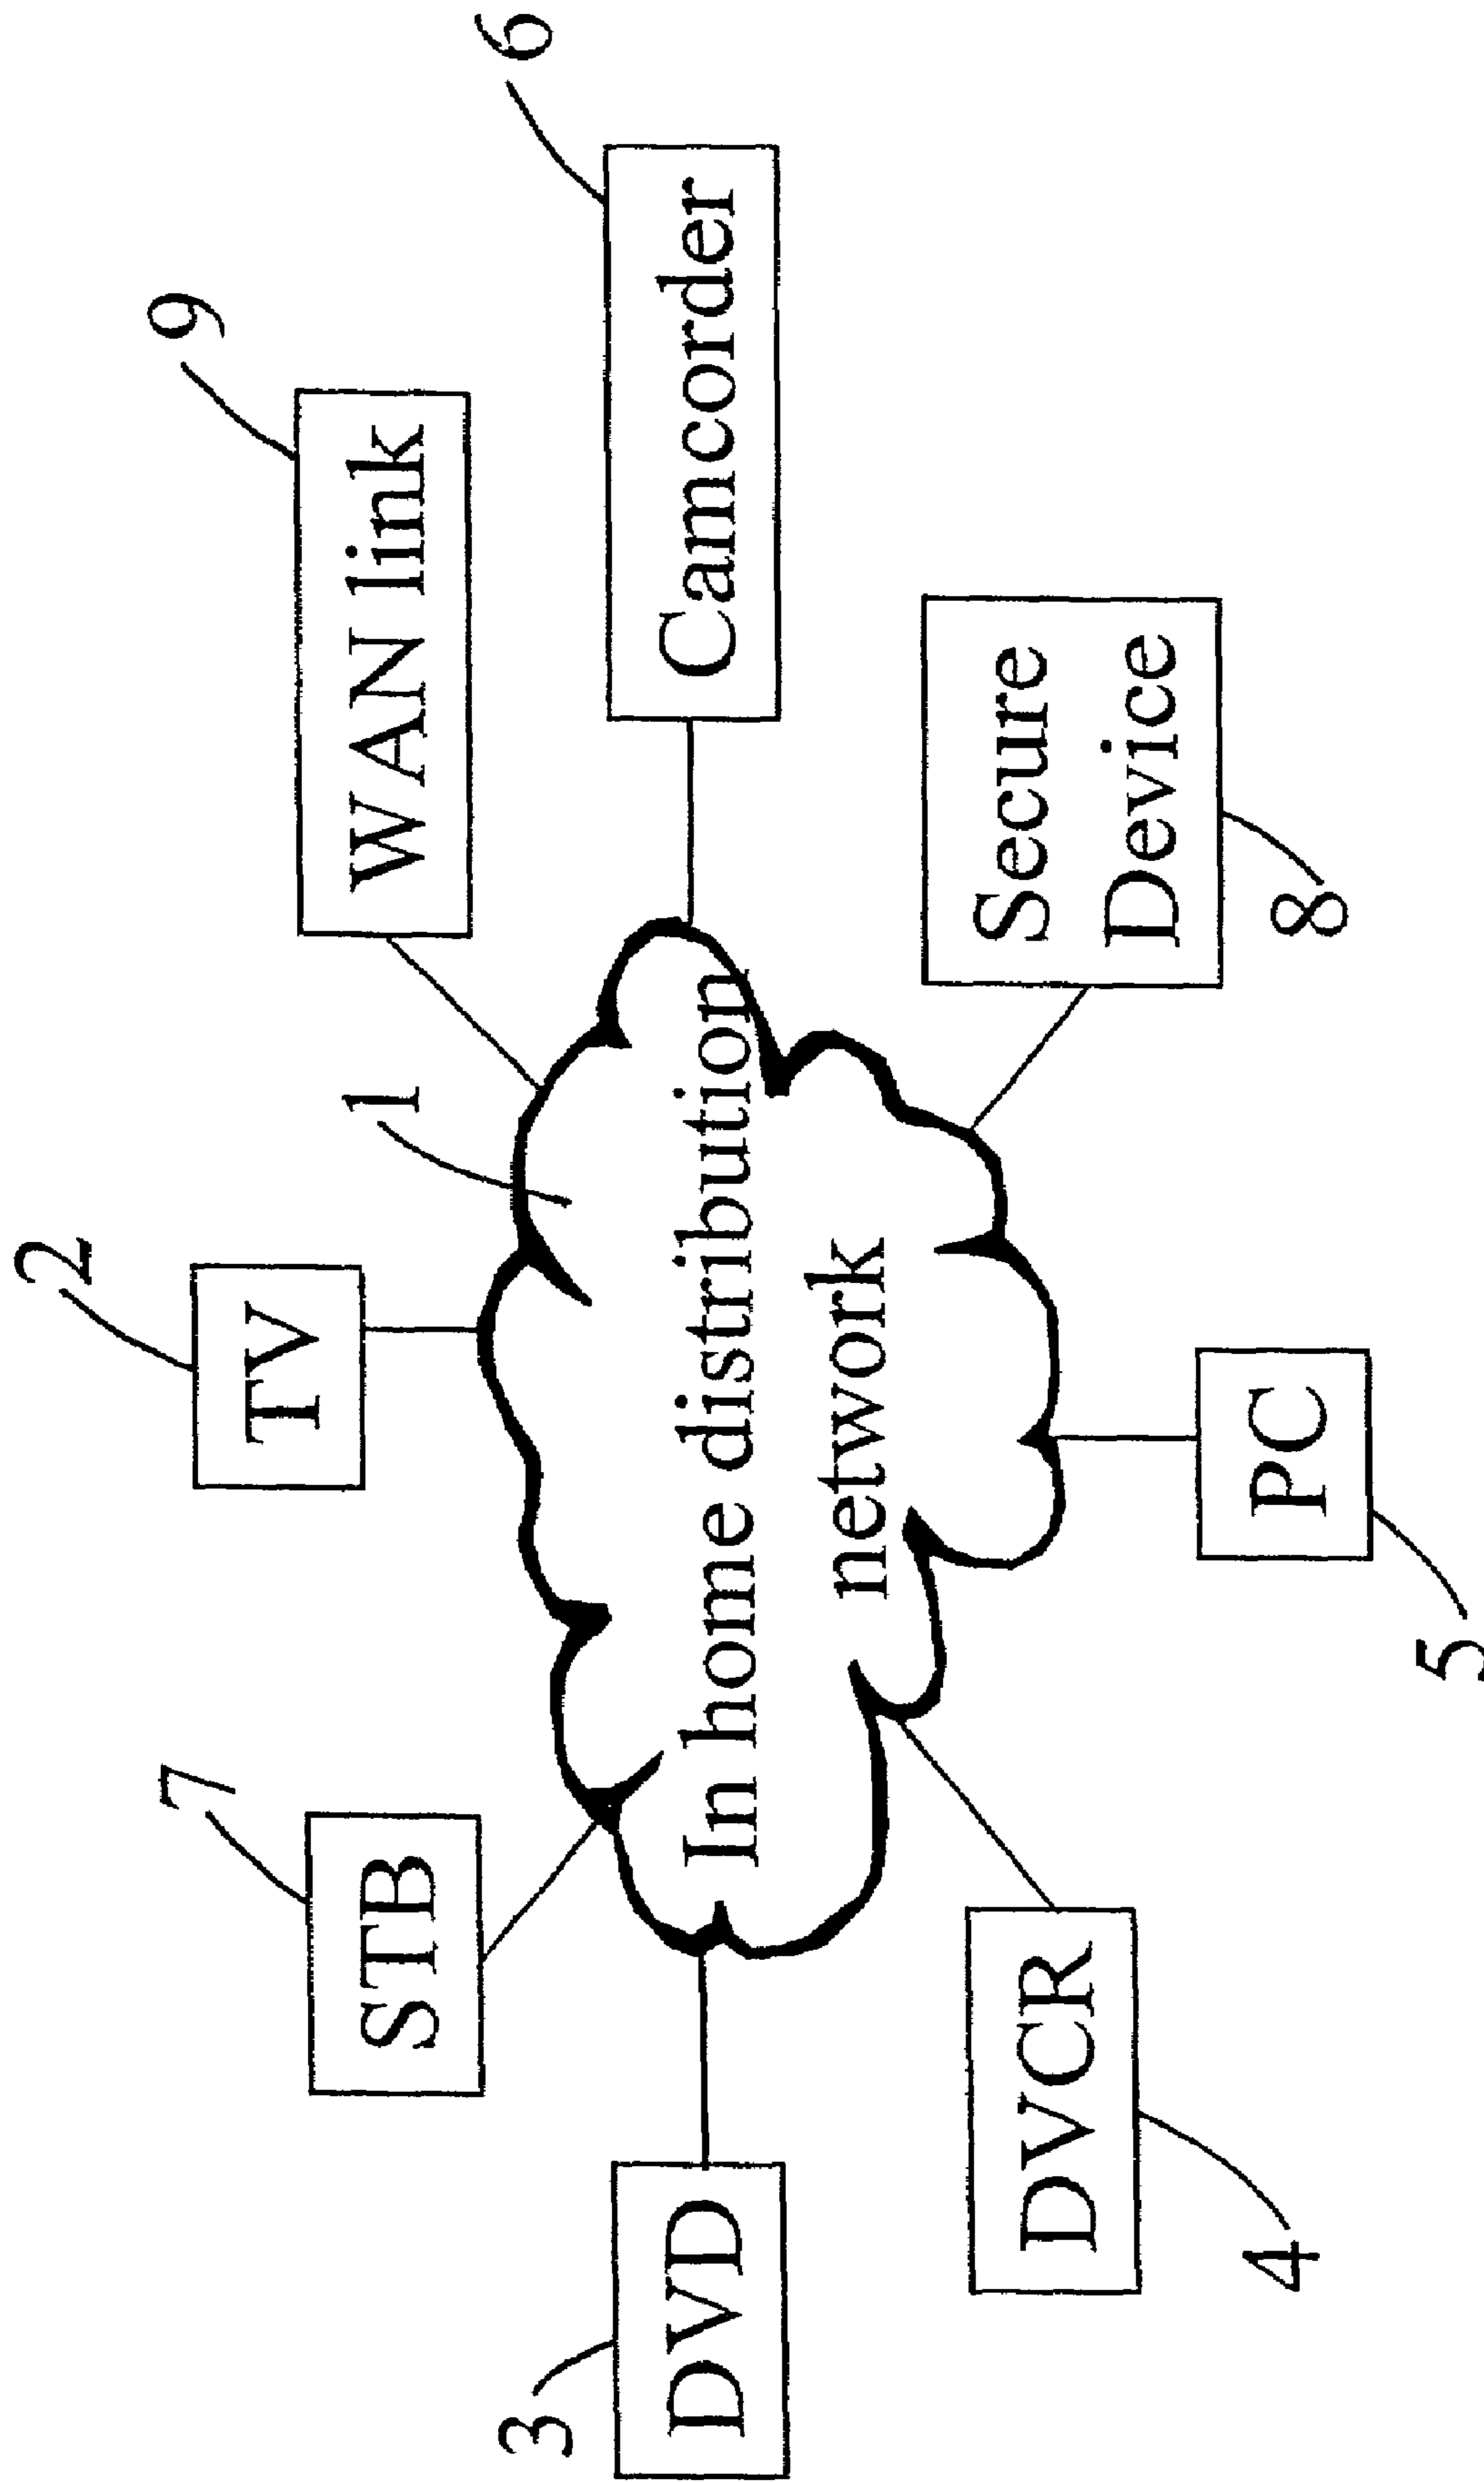 2
TV
7
STB
1
9
WAN link
3
DVD
In home distribution
network
6
Camcorder
DVCR
4
PC
5
Secure
Device
8